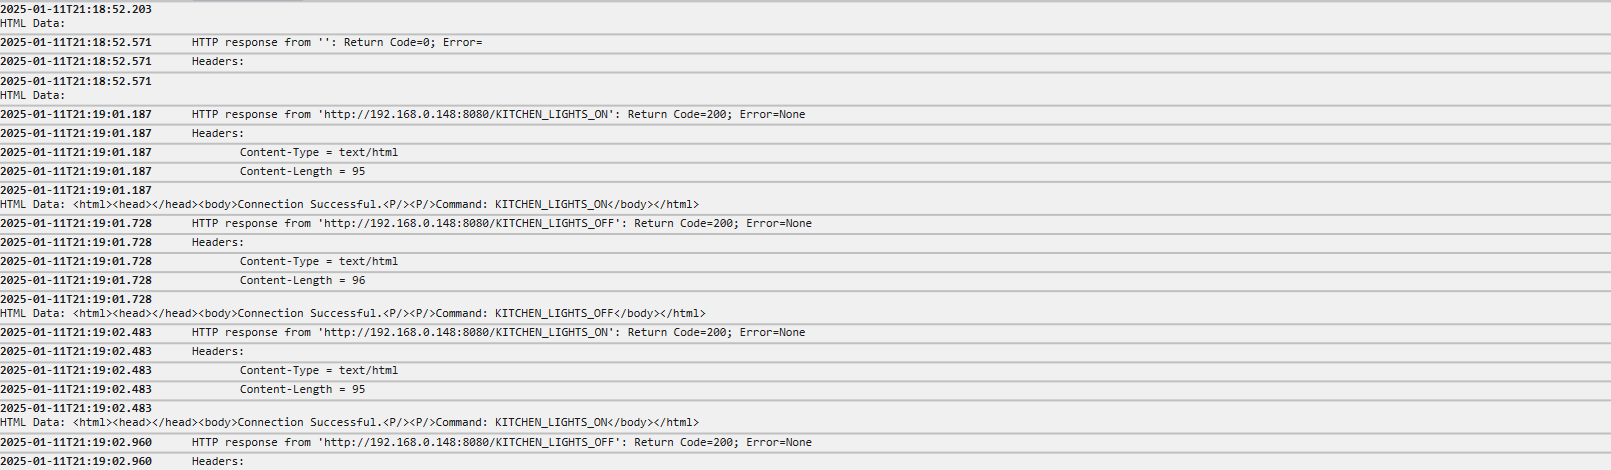 2025-01-11T21:18:52.203
HTML Data:
2025-01-11T21:18:52.571 HTTP response from '': Return Code=0; Error=
2025-01-11T21:18:52.571 Headers:
2025-01-11T21:18:52.571
HTML Data:
2025-01-11T21:19:01.187 HTTP response from 'http://192.168.0.148:8080/KITCHEN_LIGHTS_ON': Return Code=200; Error=None
2025-01-11T21:19:01.187 Headers:
2025-01-11T21:19:01.187 Content-Type = text/html
2025-01-11T21:19:01.187 Content-Length = 95
2025-01-11T21:19:01.187
HTML Data: <html><head></head><body>Connection Successful.<P/><P/>Command: KITCHEN_LIGHTS_ON</body></html>
2025-01-11T21:19:01.728 HTTP response from 'http://192.168.0.148:8080/KITCHEN_LIGHTS_OFF': Return Code=200; Error=None
2025-01-11T21:19:01.728 Headers:
2025-01-11T21:19:01.728 Content-Type = text/html
2025-01-11T21:19:01.728 Content-Length = 96
2025-01-11T21:19:01.728
HTML Data: <html><head></head><body>Connection Successful.<P/><P/>Command: KITCHEN_LIGHTS_OFF</body></html>
2025-01-11T21:19:02.483 HTTP response from 'http://192.168.0.148:8080/KITCHEN_LIGHTS_ON': Return Code=200; Error=None
2025-01-11T21:19:02.483 Headers:
2025-01-11T21:19:02.483 Content-Type = text/html
2025-01-11T21:19:02.483 Content-Length = 95
2025-01-11T21:19:02.483
HTML Data: <html><head></head><body>Connection Successful.<P/><P/>Command: KITCHEN_LIGHTS_ON</body></html>
2025-01-11T21:19:02.960 HTTP response from 'http://192.168.0.148:8080/KITCHEN_LIGHTS_OFF': Return Code=200; Error=None
2025-01-11T21:19:02.960 Headers: